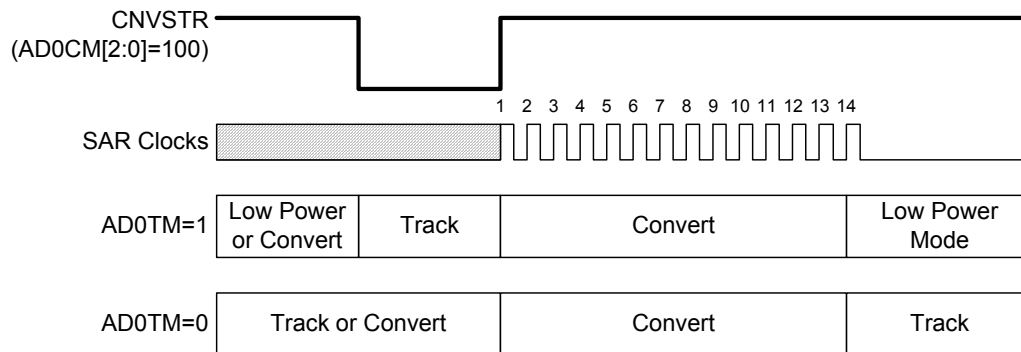 CNVSTR
(AD0CM[2:0]=100)
1 2 3 4 5 6 7 8 9 10 11 12 13 14
SAR Clocks
AD0TM=1
Low Power
or Convert
Track
Convert
Low Power
Mode
AD0TM=0
Track or Convert
Convert
Track